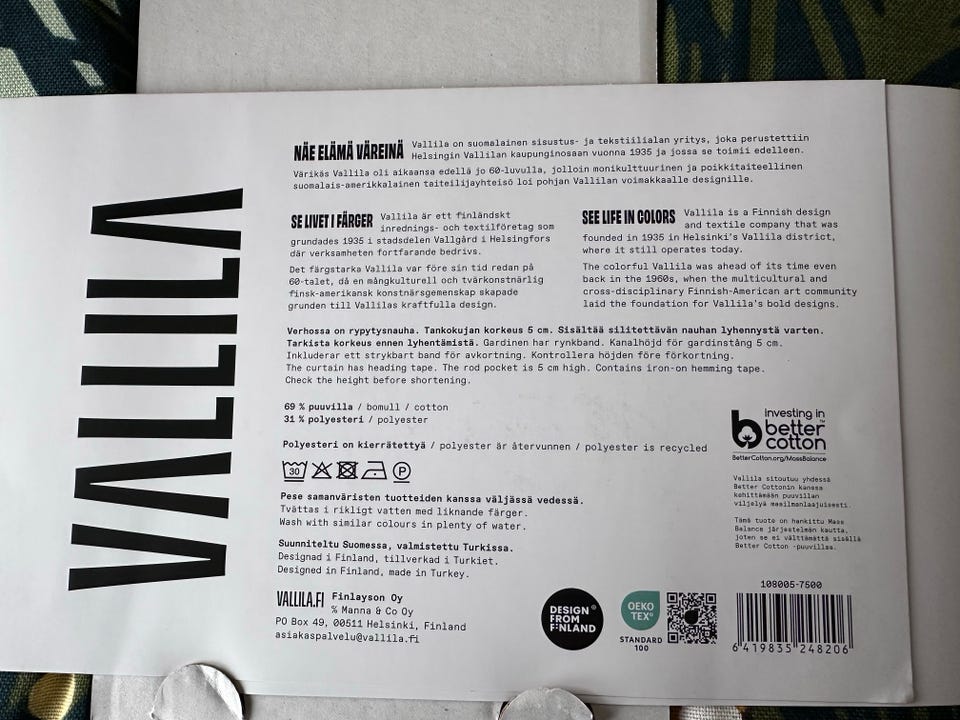 VALLILA
NÄE ELÄMÄ VÄREINÄ Vallila on suomalainen sisustus- ja tekstiilialan yritys, joka perustettiin
Helsingin Vallilan kaupunginosaan vuonna 1935 ja jossa se toimii edelleen.
Värikäs Vallila oli aikaansa edellä jo 60-luvulla, jolloin monikulttuurinen ja poikkitaiteellinen
suomalais-amerikkalainen taiteilijayhteisö loi pohjan Vallilan voimakkaalle designille.
SE LIVET I FÄRGER Vallila är ett finländskt
inrednings- och textilföretag som
grundades 1935 i stadsdelen Vallgård i Helsingfors
där verksamheten fortfarande bedrivs.
Det färgstarka Vallila var före sin tid redan på
60-talet, då en mångkulturell och tvärkonstnärlig
finsk-amerikansk konstnärsgemenskap skapade
grunden till Vallilas kraftfulla design.
SEE LIFE IN COLORS Vallila is a Finnish design
and textile company that was
founded in 1935 in Helsinki's Vallila district,
where it still operates today.
The colorful Vallila was ahead of its time even
back in the 1960s, when the multicultural and
cross-disciplinary Finnish-American art community
laid the foundation for Vallila's bold designs.
Verhossa on rypytysnauha. Tankokujan korkeus 5 cm. Sisältää silitettävän nauhan lyhennystä varten.
Tarkista korkeus ennen lyhentämistä. Gardinen har rynkband. Kanalhöjd för gardinstång 5 cm.
Inkluderar ett strykbart band för avkortning. Kontrollera höjden före förkortning.
The curtain has heading tape. The rod pocket is 5 cm high. Contains iron-on hemming tape.
Check the height before shortening.
69 % puuvilla / bomull / cotton
31 % polyesteri / polyester
Polyesteri on kierrätettyä / polyester är återvunnen / polyester is recycled
30 P
Pese samanväristen tuotteiden kanssa väljässä vedessä.
Tvättas i rikligt vatten med liknande färger.
Wash with similar colours in plenty of water.
Suunniteltu Suomessa, valmistettu Turkissa.
Designad i Finland, tillverkad i Turkiet.
Designed in Finland, made in Turkey.
VALLILA.FI Finlayson Oy
% Manna & Co Oy
PO Box 49, 00511 Helsinki, Finland
asiakaspalvelu@vallila.fi
investing in
better
cotton™
BetterCotton.org/MassBalance
Vallila sitoutuu yhdessä
Better Cottonin kanssa
kehittämään puuvillan
viljelyä maailmanlaajuisesti.
Tämä tuote on hankittu Mass
Balance järjestelmän kautta,
joten se ei välttämättä sisällä
Better Cotton -puuvillaa.
DESIGN®
FROM
FINLAND
OEKO
TEX®
STANDARD
100
108005-7500
6 419835 248206